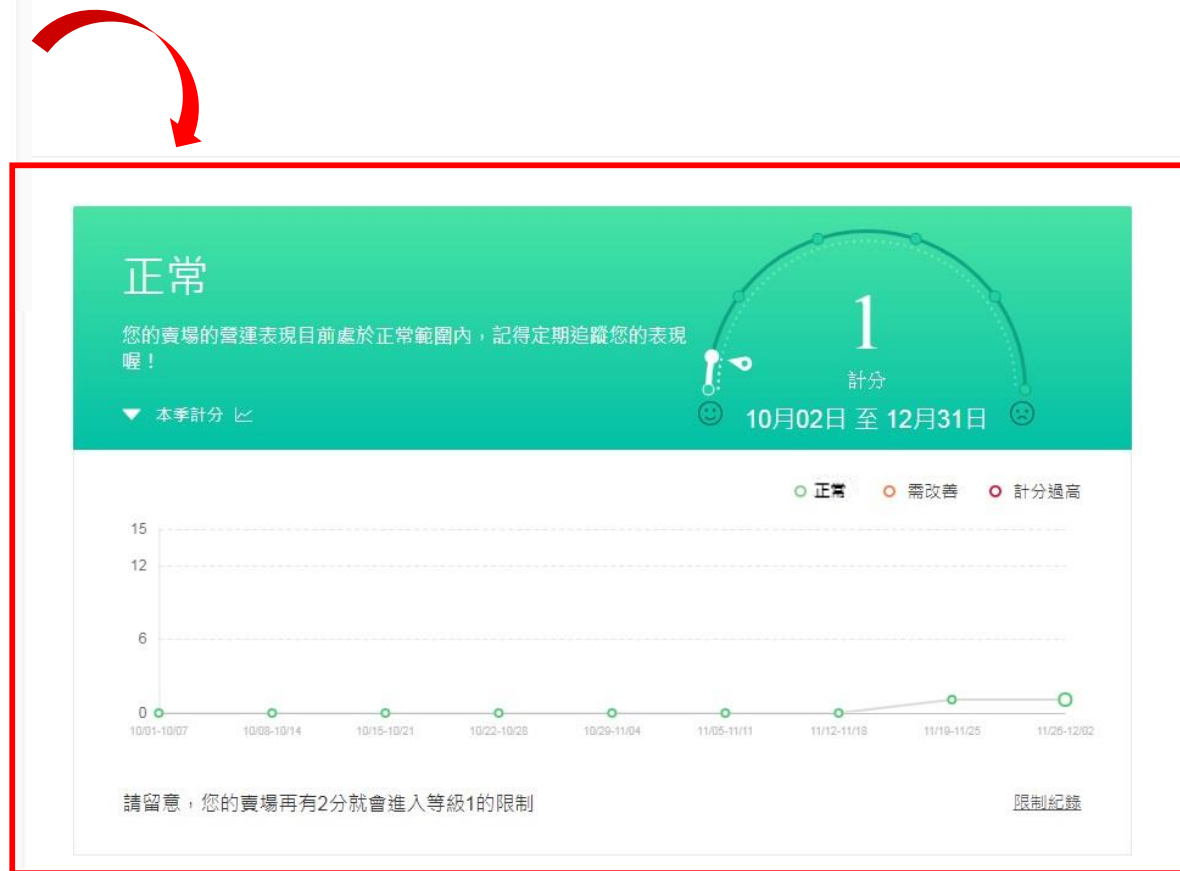 正常
您的賣場的營運表現目前處於正常範圍內，記得定期追蹤您的表現
喔！
本季計分
1
計分
10月02日 至 12月31日
正常
需改善
計分過高
15
12
6
0
10/01-10/07
10/08-10/14
10/15-10/21
10/22-10/28
10/29-11/04
11/05-11/11
11/12-11/18
11/19-11/25
11/26-12/02
請留意，您的賣場再有2分就會進入等級1的限制
限制紀錄